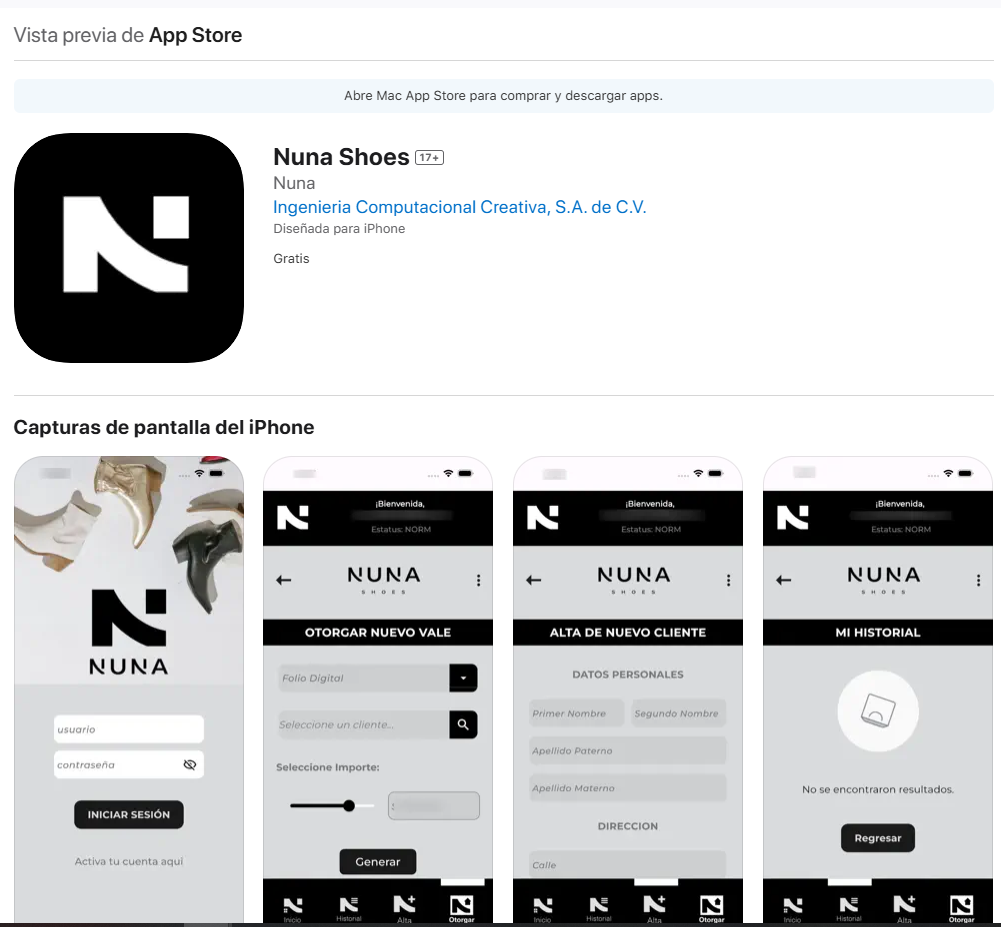 Vista previa de App Store
Abre Mac App Store para comprar y descargar apps.
Nuna Shoes 17+
Nuna
Ingenieria Computacional Creativa, S.A. de C.V.
Diseñada para iPhone
Gratis
Capturas de pantalla del iPhone
NUNA
usuario
contraseña
INICIAR SESIÓN
Activa tu cuenta aquí
¡Bienvenida,
Estatus: NORM
NUNA
SHOES
OTORGAR NUEVO VALE
Folio Digital
Seleccione un cliente...
Seleccione Importe:
Generar
Inicio
Historial
Alta
Otorgar
¡Bienvenida,
Estatus: NORM
NUNA
SHOES
ALTA DE NUEVO CLIENTE
DATOS PERSONALES
Primer Nombre
Segundo Nombre
Apellido Paterno
Apellido Materno
DIRECCION
Calle
Inicio
Historial
Alta
Otorgar
¡Bienvenida,
Estatus: NORM
NUNA
SHOES
MI HISTORIAL
No se encontraron resultados.
Regresar
Inicio
Historial
Alta
Otorgar